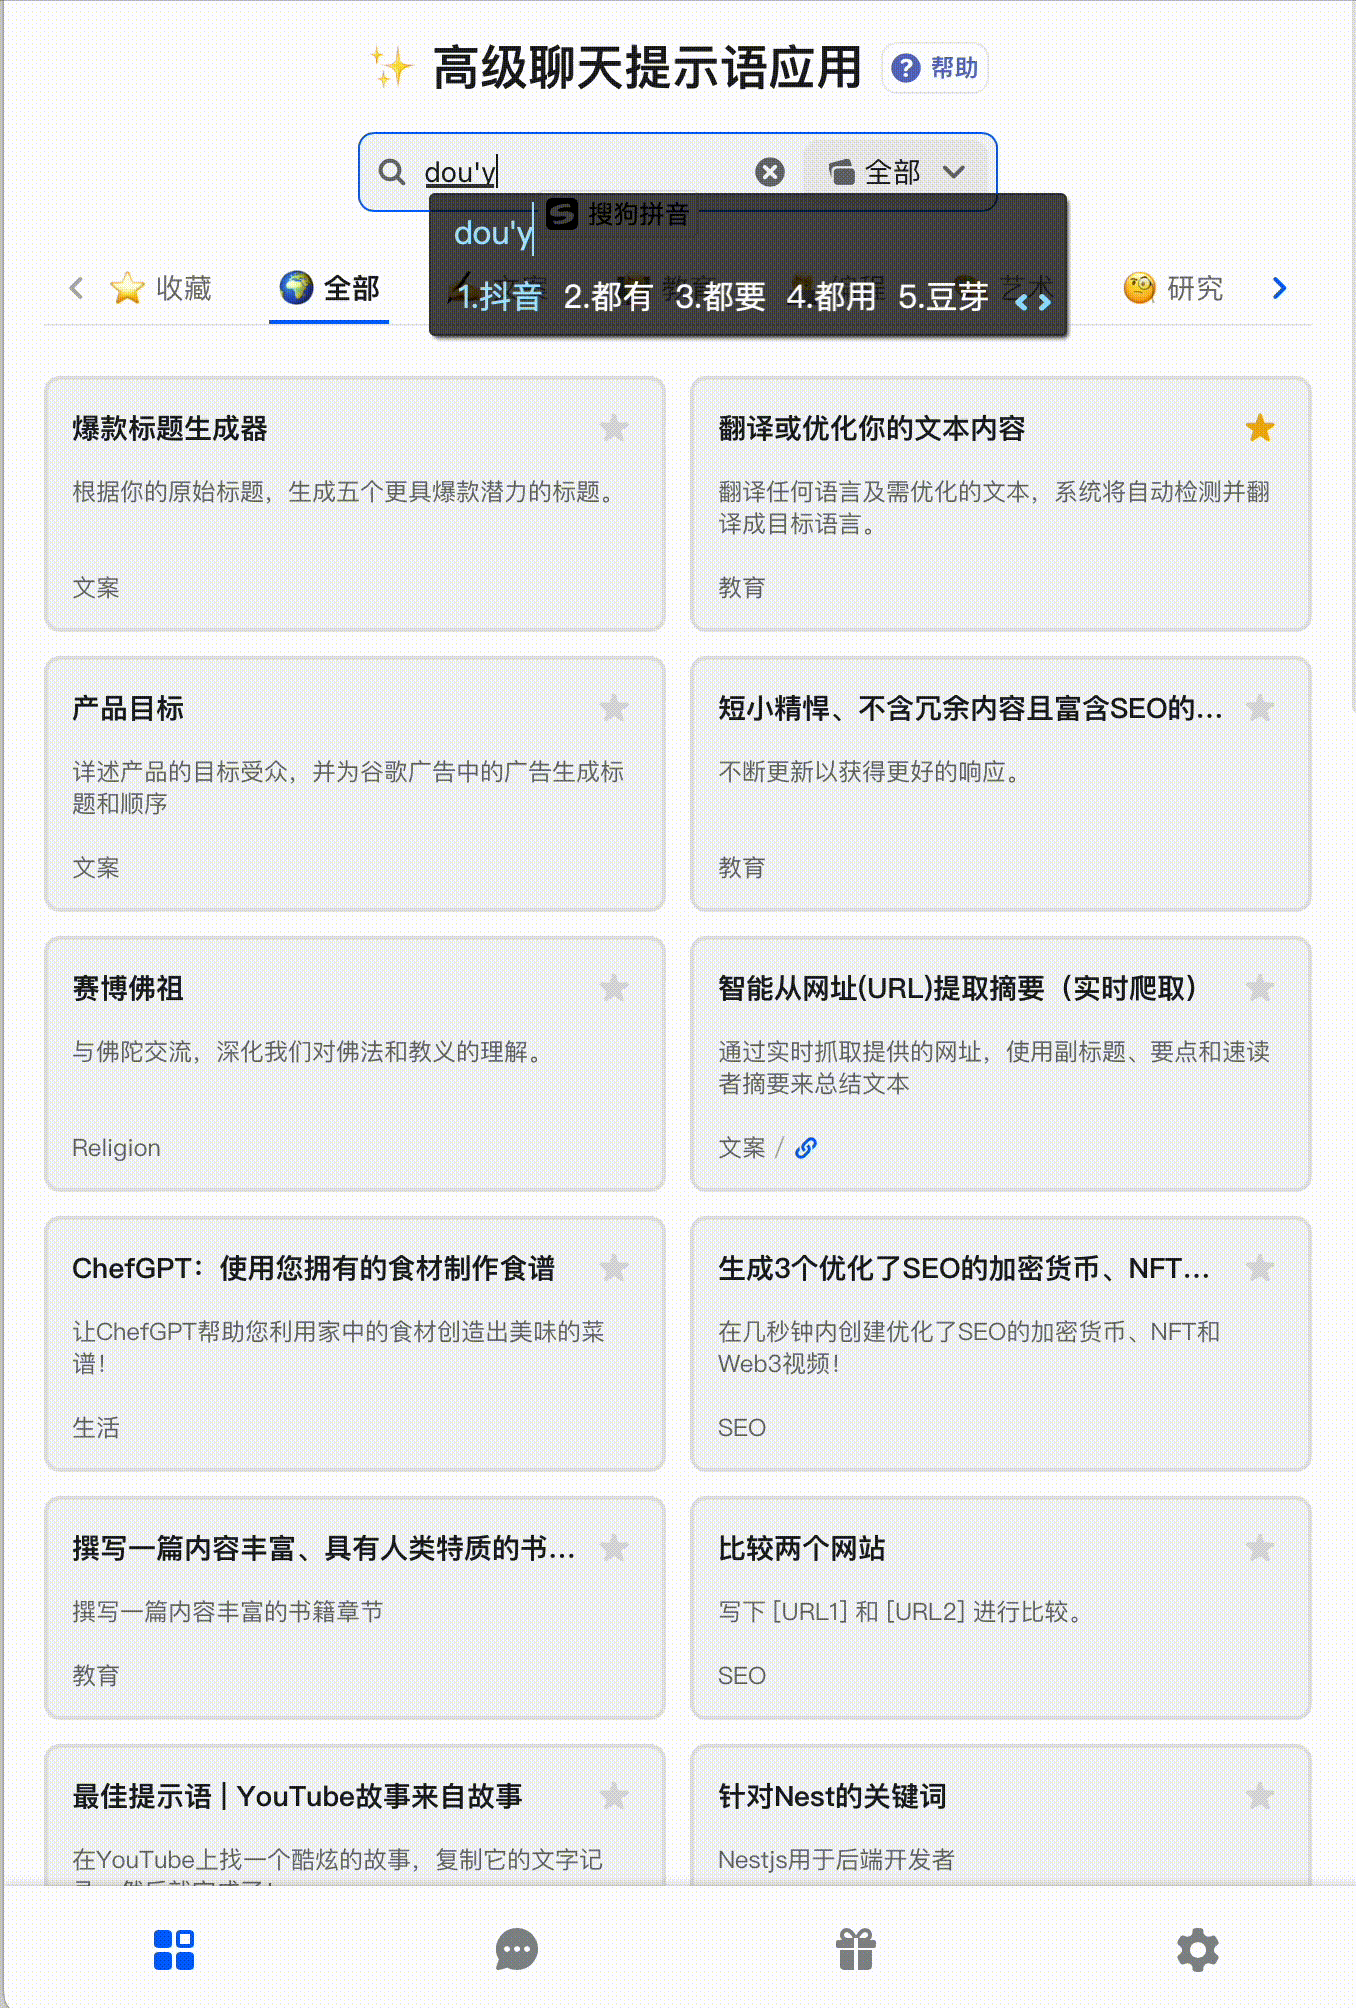 高级聊天提示语应用
帮助
dou'y
全部
搜狗拼音
dou'y
1.抖音 2.都有 3.都要 4.都用 5.豆芽
收藏
全部
教育
艺术
研究
爆款标题生成器
根据你的原始标题，生成五个更具爆款潜力的标题。
文案
翻译或优化你的文本内容
翻译任何语言及需优化的文本，系统将自动检测并翻
译成目标语言。
教育
产品目标
详述产品的目标受众，并为谷歌广告中的广告生成标
题和顺序
文案
短小精悍、不含冗余内容且富含SEO的...
不断更新以获得更好的响应。
教育
赛博佛祖
与佛陀交流，深化我们对佛法和教义的理解。
Religion
智能从网址(URL)提取摘要（实时爬取）
通过实时抓取提供的网址，使用副标题、要点和速读
者摘要来总结文本
文案 /
ChefGPT：使用您拥有的食材制作食谱
让ChefGPT帮助您利用家中的食材创造出美味的菜
谱！
生活
生成3个优化了SEO的加密货币、NFT...
在几秒钟内创建优化了SEO的加密货币、NFT和
Web3视频！
SEO
撰写一篇内容丰富、具有人类特质的书...
撰写一篇内容丰富的书籍章节
教育
比较两个网站
写下 [URL1] 和 [URL2] 进行比较。
SEO
最佳提示语 | YouTube故事来自故事
在YouTube上找一个酷炫的故事，复制它的文字记
针对Nest的关键词
Nestjs用于后端开发者